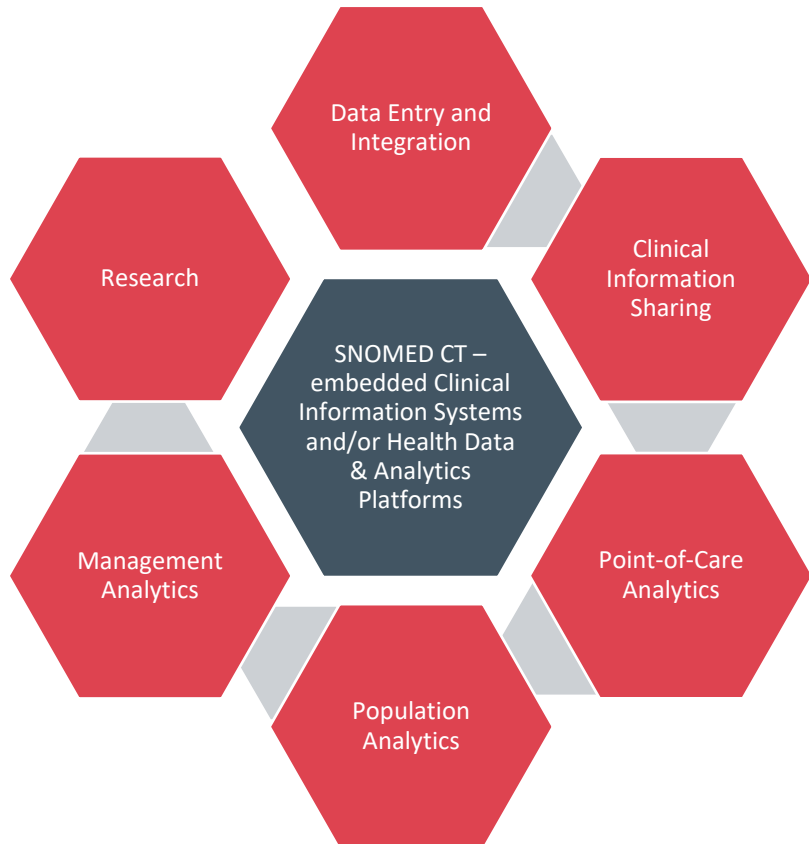 Data Entry and
Integration
Clinical
Information
Sharing
Research
SNOMED CT –
embedded Clinical
Information Systems
and/or Health Data
& Analytics
Platforms
Point-of-Care
Analytics
Management
Analytics
Population
Analytics